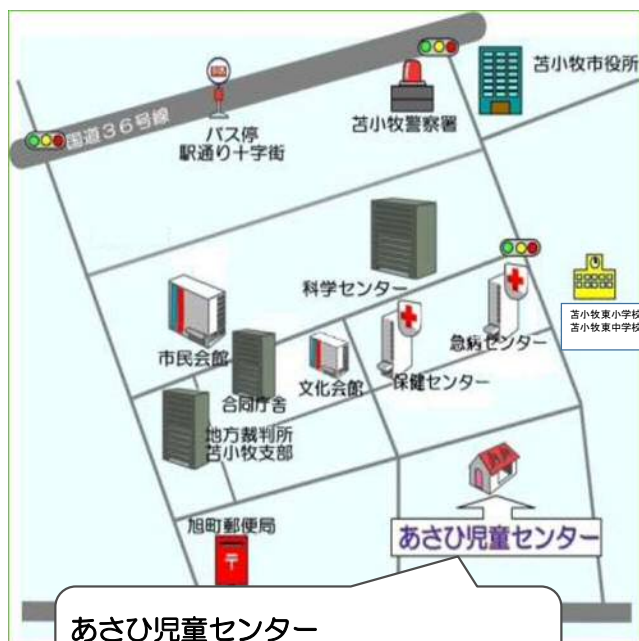 苫小牧市役所
国道36号線
バス停
駅通り十字街
苫小牧警察署
科学センター
苫小牧東小学校
苫小牧東中学校
急病センター
市民会館
文化会館
保健センター
合同庁舎
地方裁判所
苫小牧支部
旭町郵便局
あさひ児童センター
あさひ児童センター